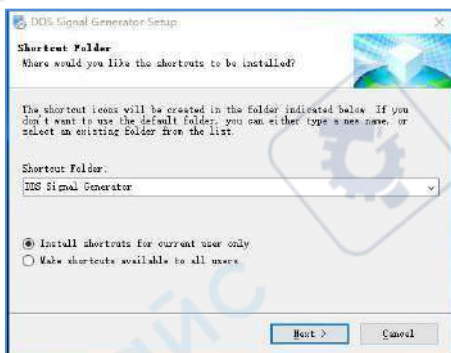 DDS Signal Generator Setup
Shortcut Folder
Where would you like the shortcuts to be installed?
The shortcut icons will be created in the folder indicated below. If you
don't want to use the default folder, you can either type a new name, or
select an existing folder from the list.
Shortcut Folder:
DDS Signal Generator
Install shortcuts for current user only
Make shortcuts available to all users
Next >
Cancel